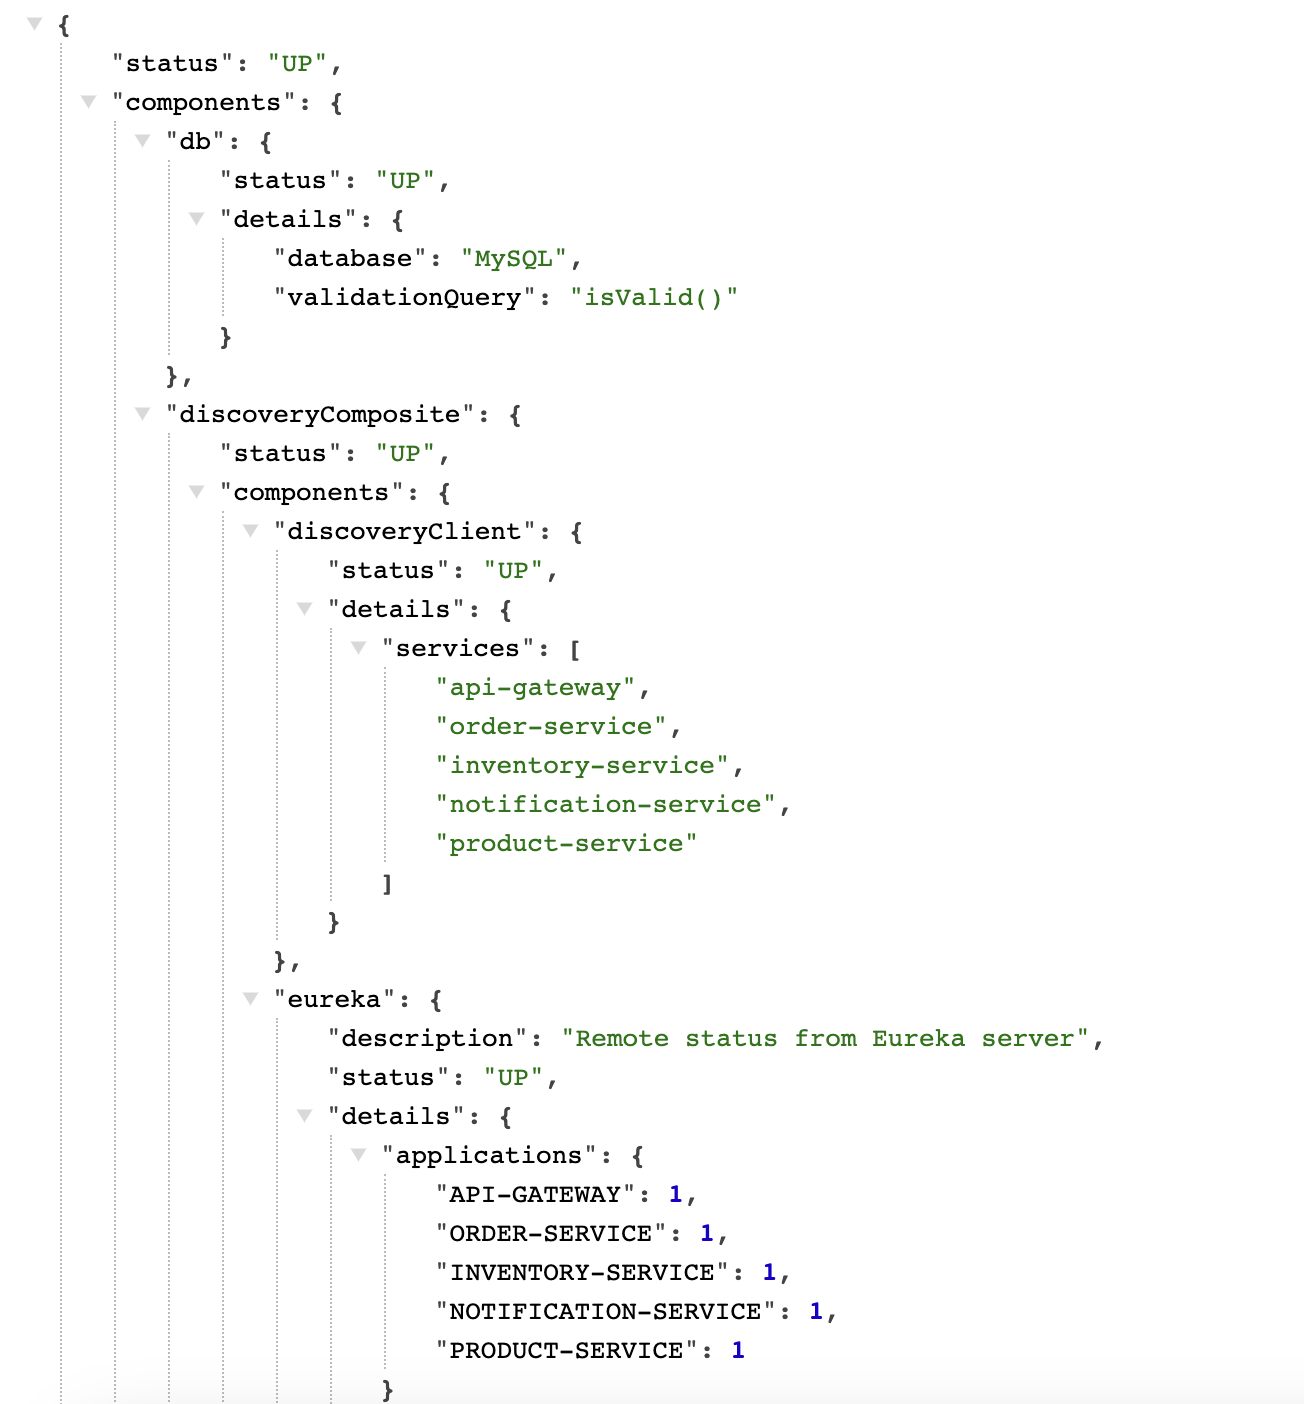 {
"status": "UP",
"components": {
"db": {
"status": "UP",
"details": {
"database": "MySQL",
"validationQuery": "isValid()"
}
},
"discoveryComposite": {
"status": "UP",
"components": {
"discoveryClient": {
"status": "UP",
"details": {
"services": [
"api-gateway",
"order-service",
"inventory-service",
"notification-service",
"product-service"
]
}
},
"eureka": {
"description": "Remote status from Eureka server",
"status": "UP",
"details": {
"applications": {
"API-GATEWAY": 1,
"ORDER-SERVICE": 1,
"INVENTORY-SERVICE": 1,
"NOTIFICATION-SERVICE": 1,
"PRODUCT-SERVICE": 1
}